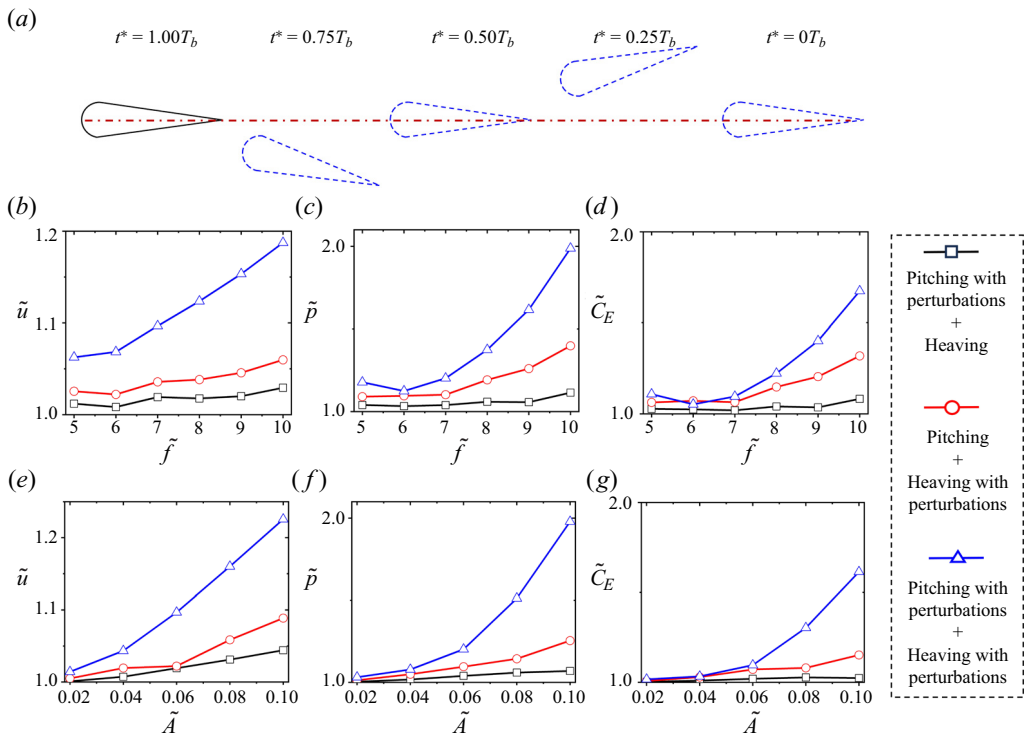 (a)
t* = 1.00T_b t* = 0.75T_b t* = 0.50T_b t* = 0.25T_b t* = 0T_b
(b)
1.2
1.1
1.0
ũ
5 6 7 8 9 10
f̃
(c)
2.0
1.0
p̃
5 6 7 8 9 10
f̃
(d)
2.0
1.0
C̃_E
5 6 7 8 9 10
f̃
(e)
1.2
1.1
1.0
ũ
0.02 0.04 0.06 0.08 0.10
Ã
(f)
2.0
1.0
p̃
0.02 0.04 0.06 0.08 0.10
Ã
(g)
2.0
1.0
C̃_E
0.02 0.04 0.06 0.08 0.10
Ã
Pitching with
perturbations
+
Heaving
Pitching
+
Heaving with
perturbations
Pitching with
perturbations
+
Heaving with
perturbations